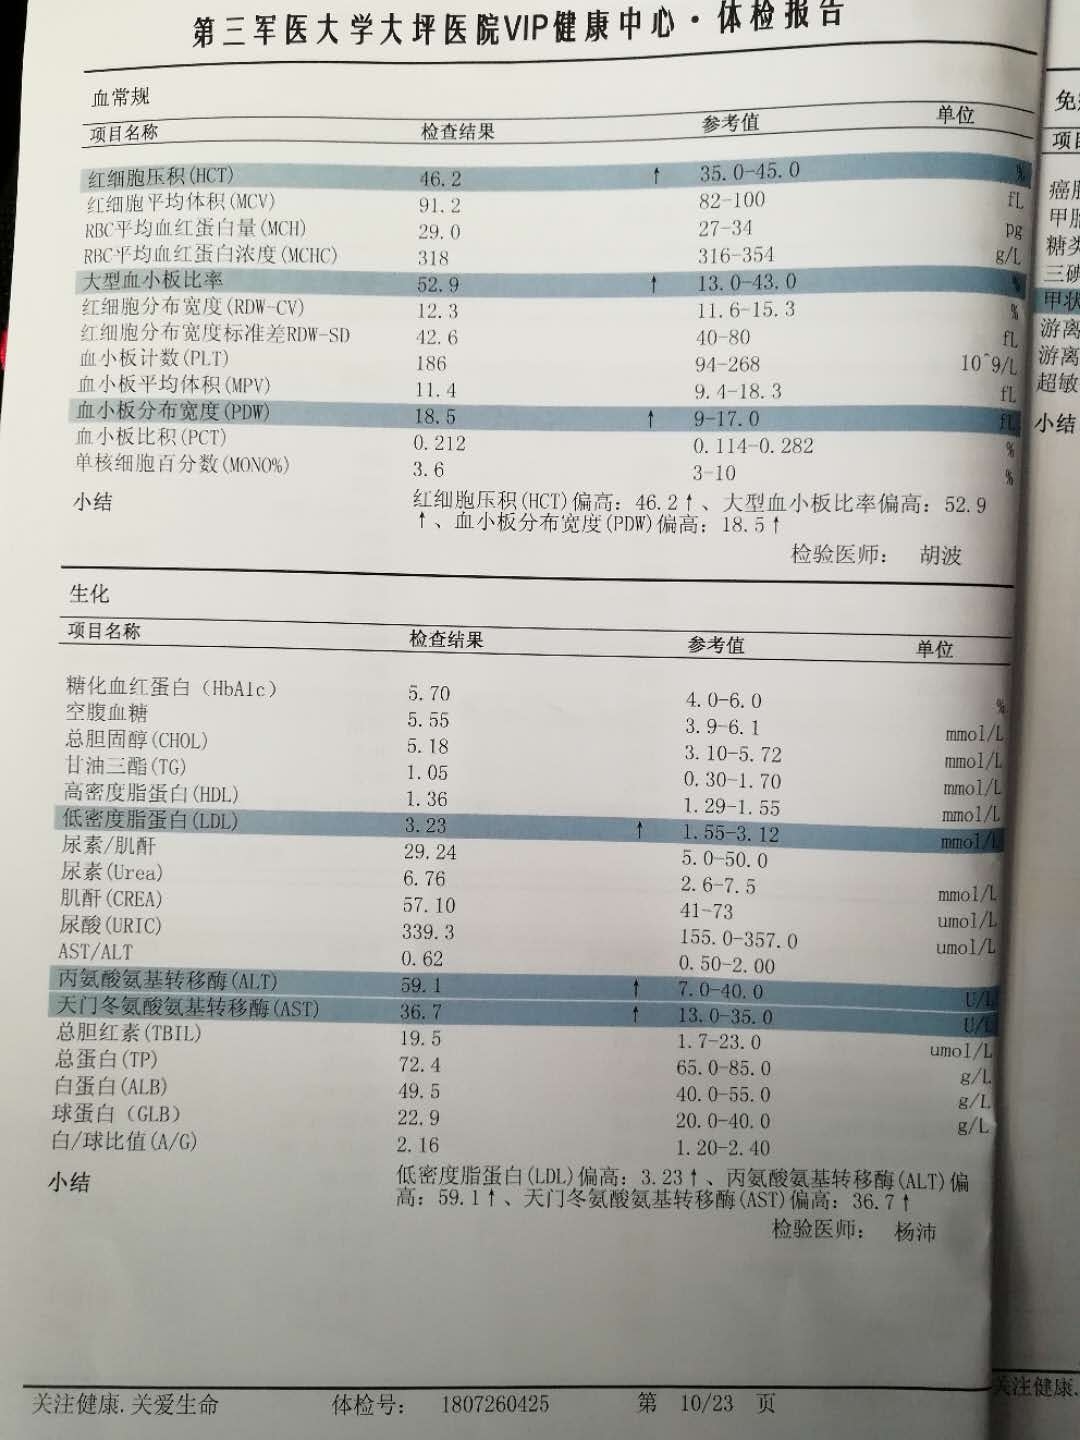 第三军医大学大坪医院VIP健康中心·体检报告
血常规
项目名称 检查结果 参考值 单位
红细胞压积(HCT) 46.2 ↑ 35.0-45.0 %
红细胞平均体积(MCV) 91.2 82-100 fL
RBC平均血红蛋白量(MCH) 29.0 27-34 pg
RBC平均血红蛋白浓度(MCHC) 318 316-354 g/L
大型血小板比率 52.9 ↑ 13.0-43.0 %
红细胞分布宽度(RDW-CV) 12.3 11.6-15.3 %
红细胞分布宽度标准差RDW-SD 42.6 40-80 fL
血小板计数(PLT) 186 94-268 10^9/L
血小板平均体积(MPV) 11.4 9.4-18.3 fL
血小板分布宽度(PDW) 18.5 ↑ 9-17.0 fL
血小板比积(PCT) 0.212 0.114-0.282 %
单核细胞百分数(MONO%) 3.6 3-10 %
小结 红细胞压积(HCT)偏高: 46.2↑、大型血小板比率偏高: 52.9
↑、血小板分布宽度(PDW)偏高: 18.5↑
检验医师: 胡波
生化
项目名称 检查结果 参考值 单位
糖化血红蛋白（HbA1c） 5.70 4.0-6.0 %
空腹血糖 5.55 3.9-6.1 mmol/L
总胆固醇(CHOL) 5.18 3.10-5.72 mmol/L
甘油三酯(TG) 1.05 0.30-1.70 mmol/L
高密度脂蛋白(HDL) 1.36 1.29-1.55 mmol/L
低密度脂蛋白(LDL) 3.23 ↑ 1.55-3.12 mmol/L
尿素/肌酐 29.24 5.0-50.0
尿素(Urea) 6.76 2.6-7.5 mmol/L
肌酐(CREA) 57.10 41-73 umol/L
尿酸(URIC) 339.3 155.0-357.0 umol/L
AST/ALT 0.62 0.50-2.00
丙氨酸氨基转移酶(ALT) 59.1 ↑ 7.0-40.0 U/L
天门冬氨酸氨基转移酶(AST) 36.7 ↑ 13.0-35.0 U/L
总胆红素(TBIL) 19.5 1.7-23.0 umol/L
总蛋白(TP) 72.4 65.0-85.0 g/L
白蛋白(ALB) 49.5 40.0-55.0 g/L
球蛋白（GLB） 22.9 20.0-40.0 g/L
白/球比值(A/G) 2.16 1.20-2.40
小结 低密度脂蛋白(LDL)偏高: 3.23↑、丙氨酸氨基转移酶(ALT)偏
高: 59.1↑、天门冬氨酸氨基转移酶(AST)偏高: 36.7↑
检验医师: 杨沛
关注健康.关爱生命 体检号: 1807260425 第 10/23 页
项
糖
三
甲状
游离
游离
超敏
小结
关注健康.